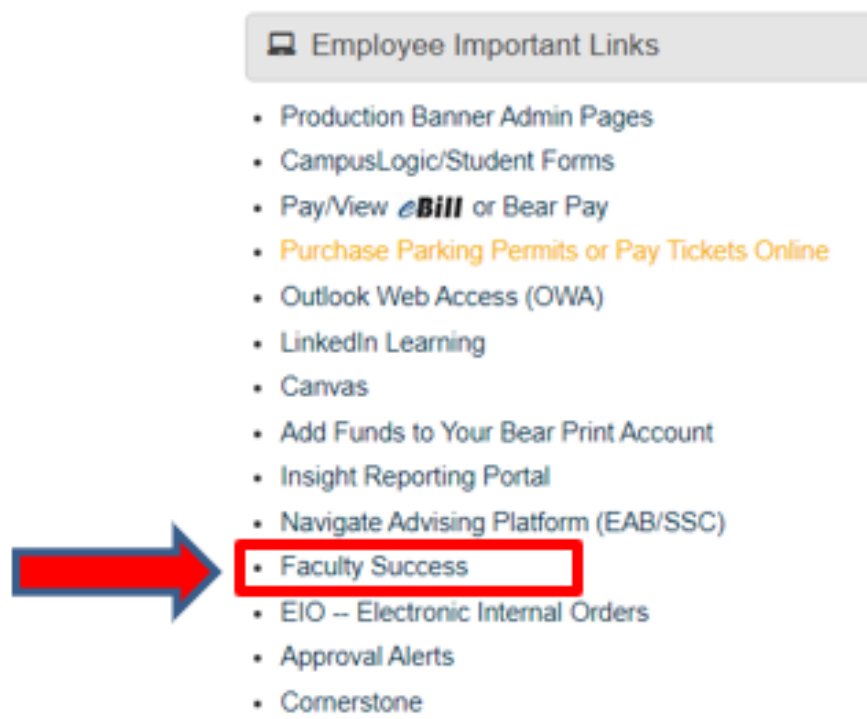 Employee Important Links
Production Banner Admin Pages
CampusLogic/Student Forms
Pay/View eBill or Bear Pay
Purchase Parking Permits or Pay Tickets Online
Outlook Web Access (OWA)
LinkedIn Learning
Canvas
Add Funds to Your Bear Print Account
Insight Reporting Portal
Navigate Advising Platform (EAB/SSC)
Faculty Success
EIO -- Electronic Internal Orders
Approval Alerts
Cornerstone